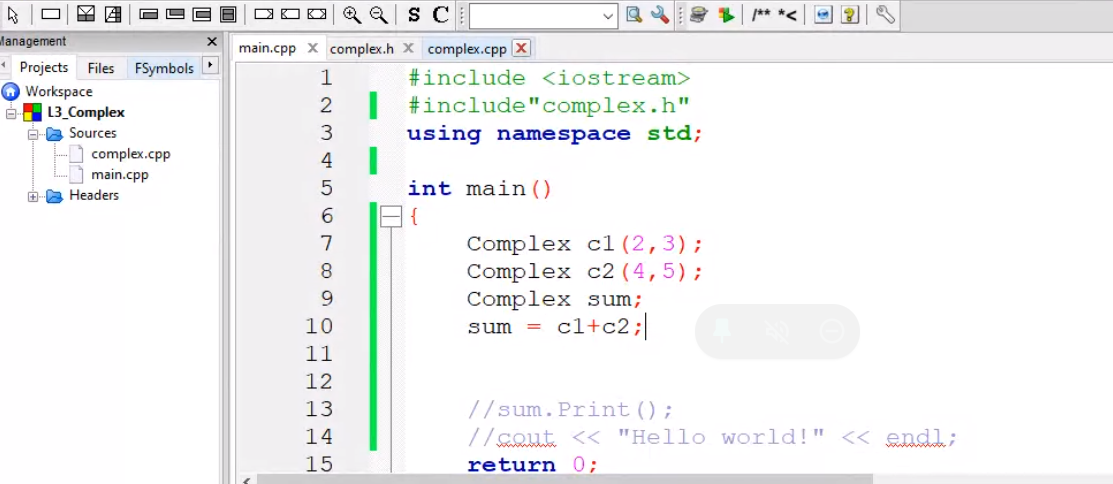 S C
/** *<
Management
Projects Files FSymbols
Workspace
L3_Complex
Sources
complex.cpp
main.cpp
Headers
main.cpp complex.h complex.cpp
1 #include <iostream>
2 #include"complex.h"
3 using namespace std;
4
5 int main()
6 {
7 Complex c1(2,3);
8 Complex c2(4,5);
9 Complex sum;
10 sum = c1+c2;
11
12
13 //sum.Print();
14 //cout << "Hello world!" << endl;
15 return 0;